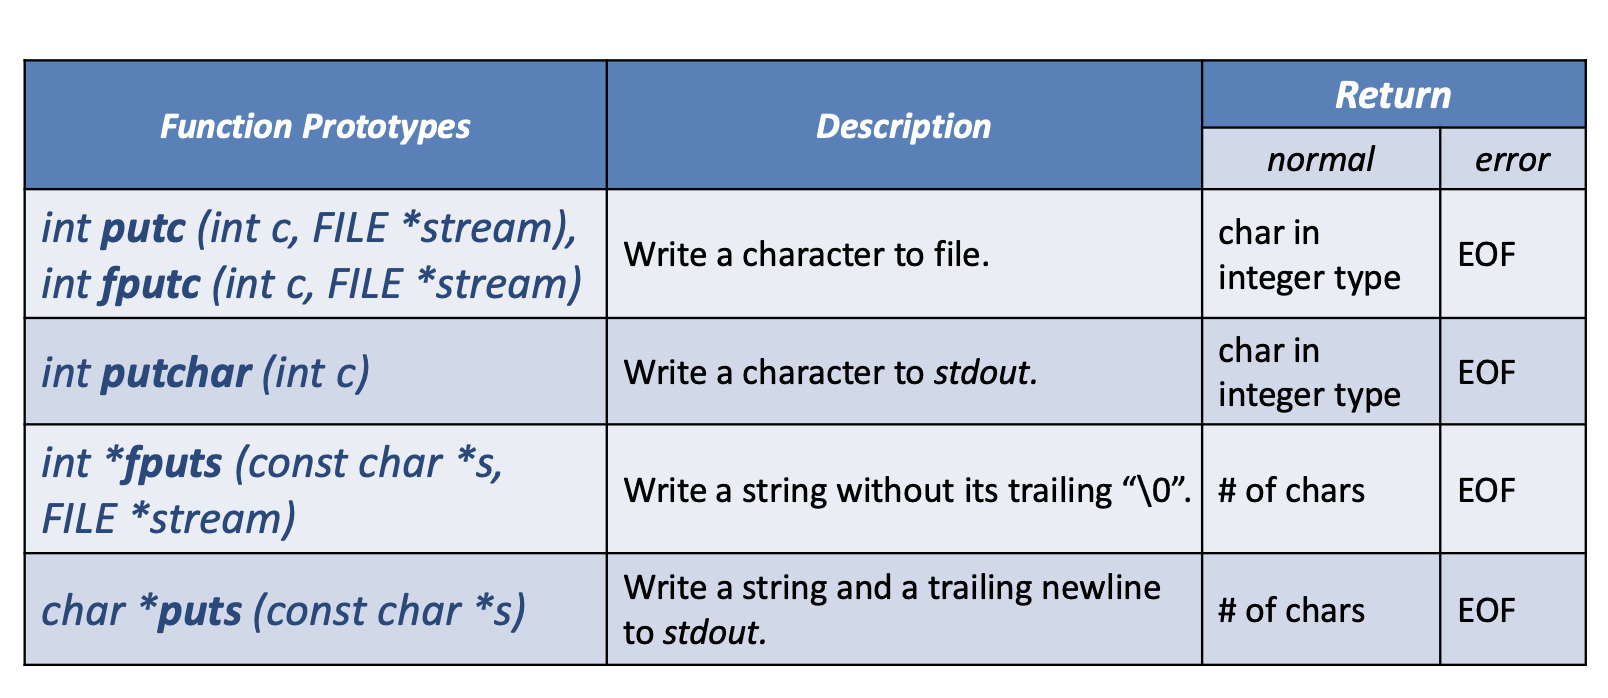 Function Prototypes
Description
Return
normal
error
int putc (int c, FILE *stream),
int fputc (int c, FILE *stream)
Write a character to file.
char in
integer type
EOF
int putchar (int c)
Write a character to stdout.
char in
integer type
EOF
int *fputs (const char *s,
FILE *stream)
Write a string without its trailing “\0”.
# of chars
EOF
char *puts (const char *s)
Write a string and a trailing newline
to stdout.
# of chars
EOF